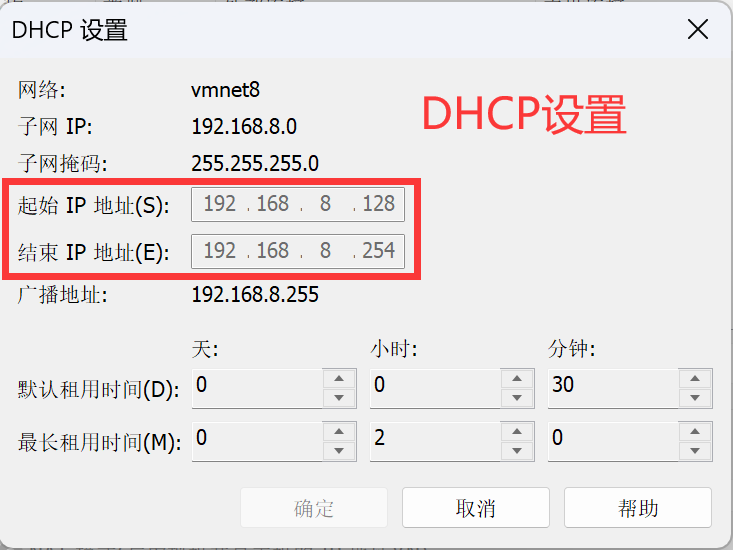 DHCP 设置
网络: vmnet8
DHCP设置
子网 IP: 192.168.8.0
子网掩码: 255.255.255.0
起始 IP 地址(S): 192 . 168 . 8 . 128
结束 IP 地址(E): 192 . 168 . 8 . 254
广播地址: 192.168.8.255
天: 小时: 分钟:
默认租用时间(D): 0 0 30
最长租用时间(M): 0 2 0
确定 取消 帮助